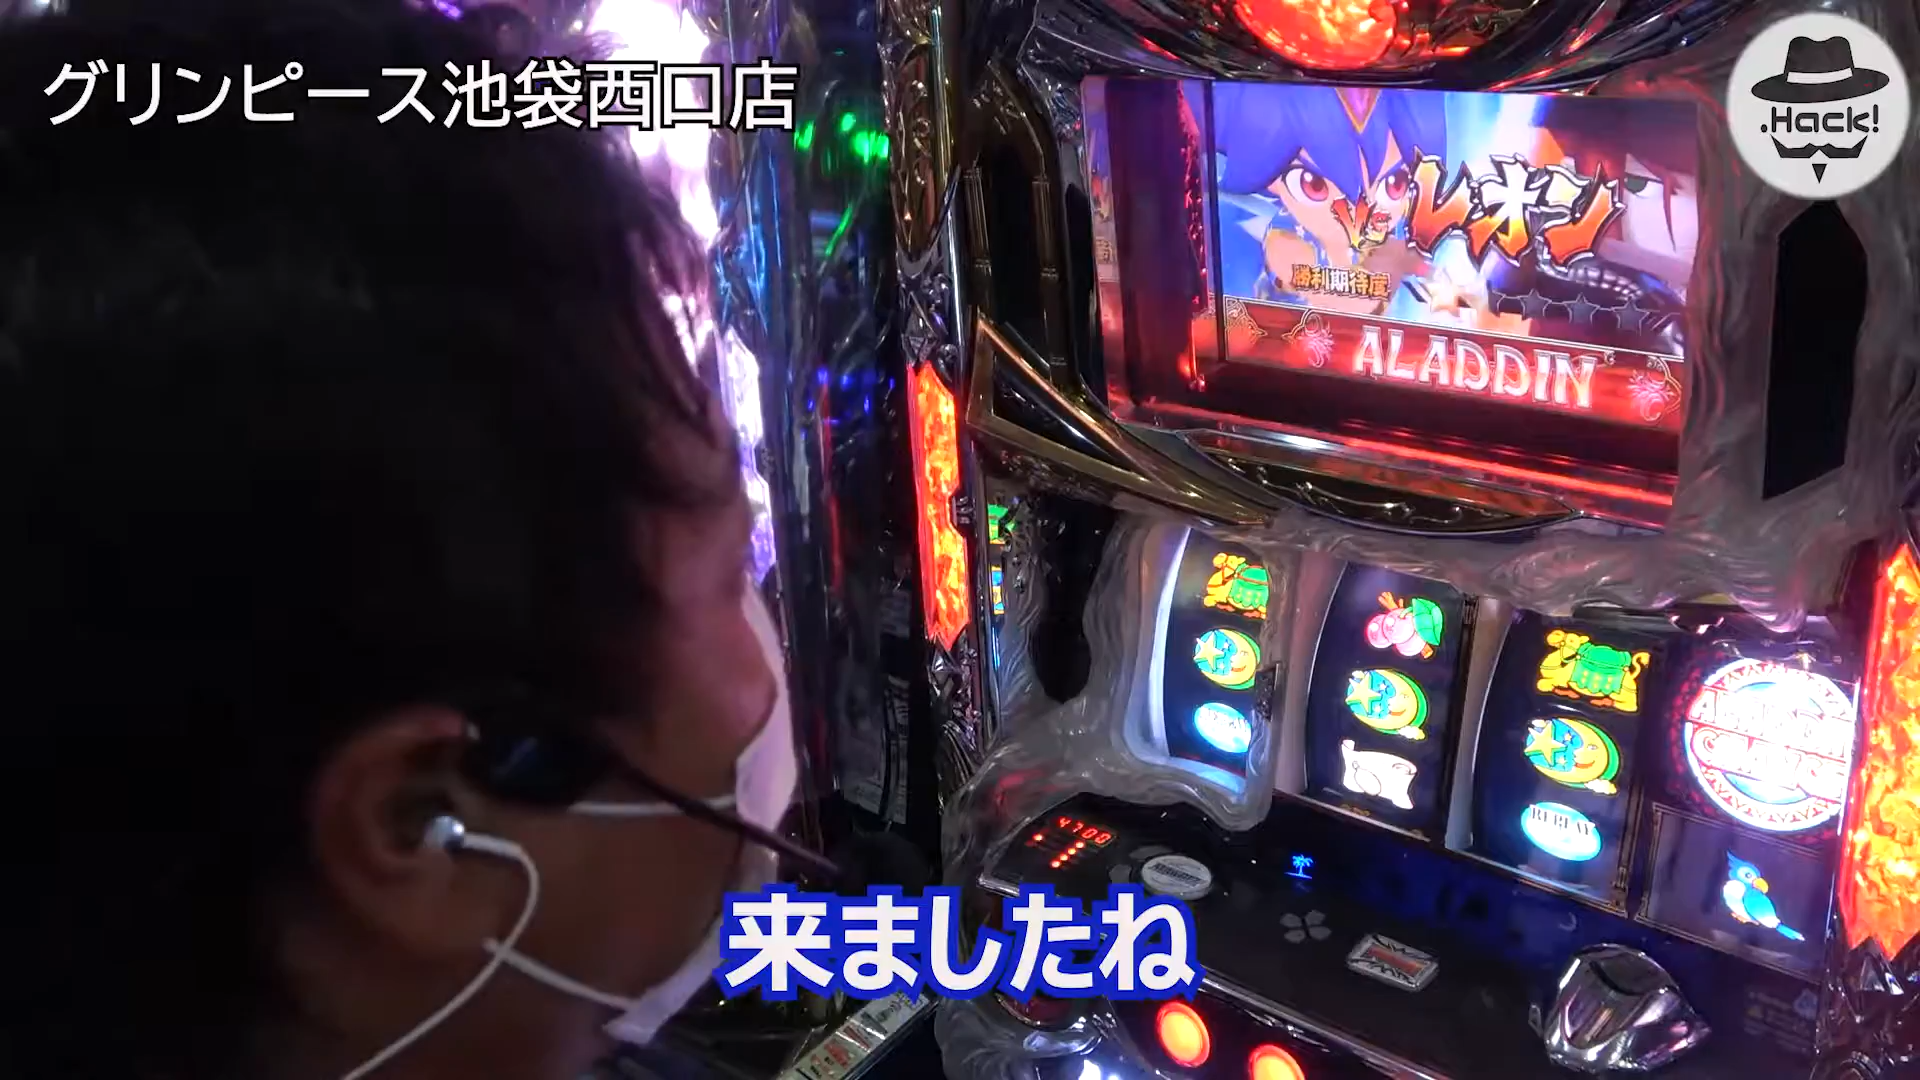 グリンピース池袋西口店
.Hack!
VS レオン
勝利期待度
ALADDIN
REPLAY
4700
来ましたね